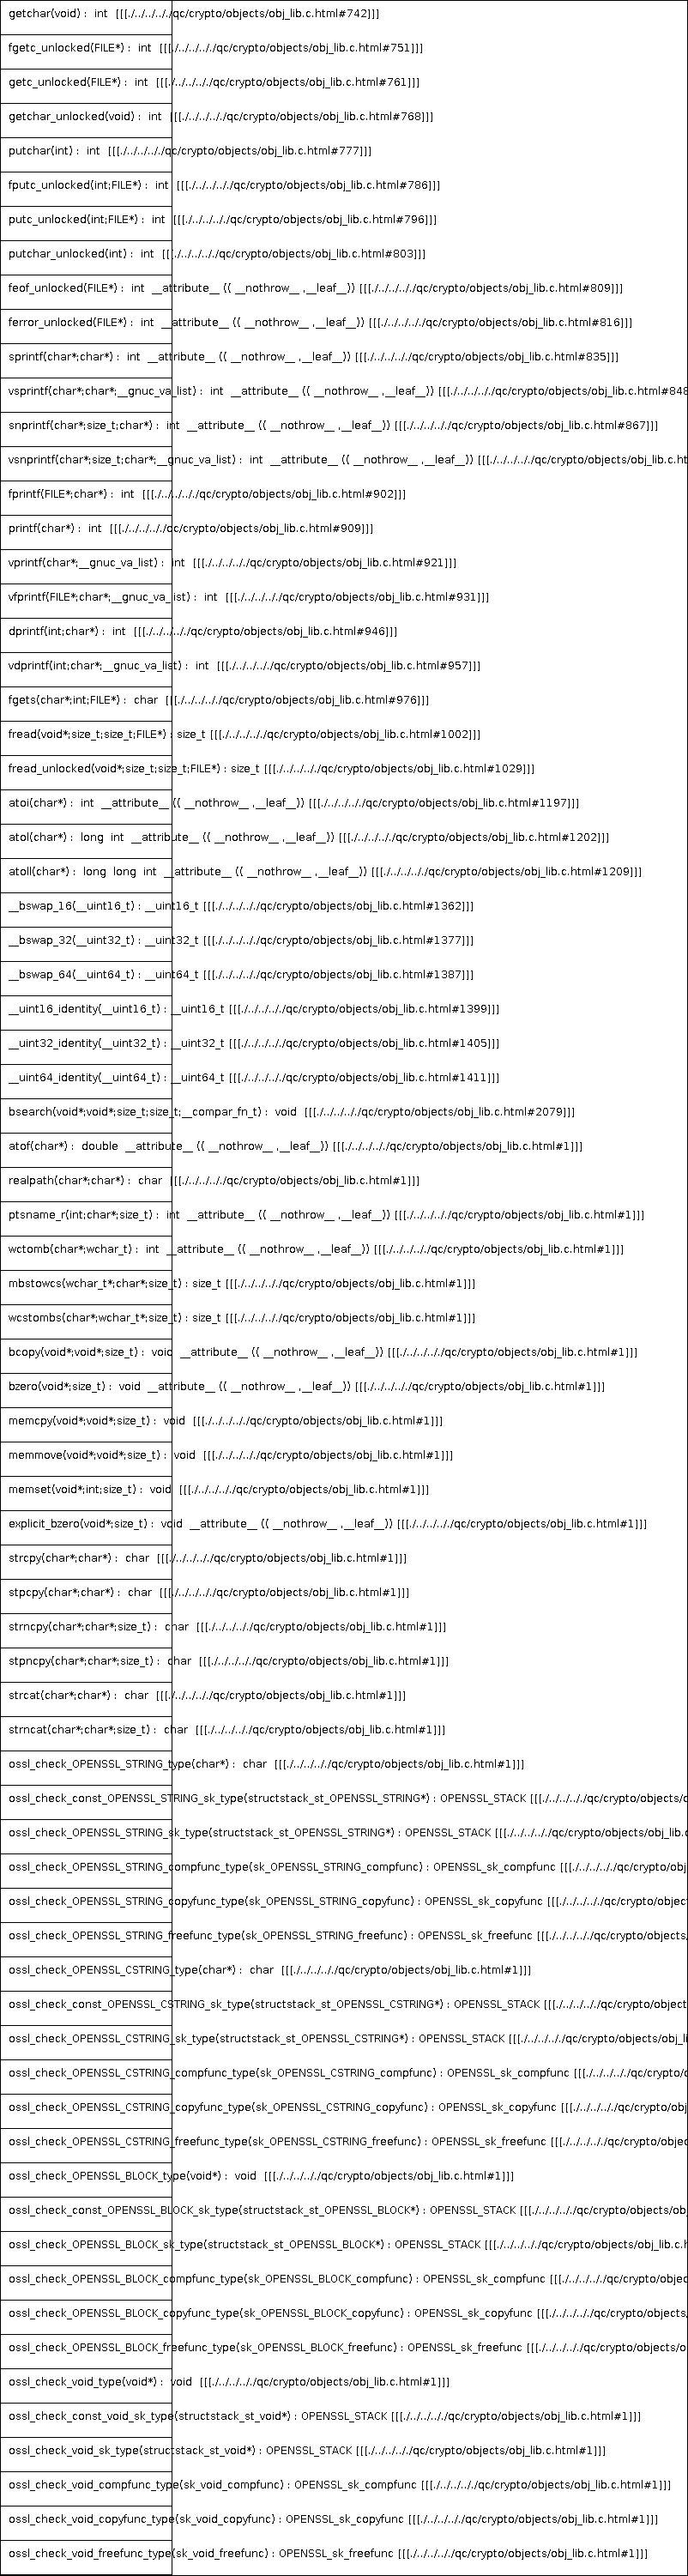 getchar(void) : int [[[./../../../qc/crypto/objects/obj_lib.c.html#742]]]
fgetc_unlocked(FILE*) : int [[[./../../../qc/crypto/objects/obj_lib.c.html#751]]]
getc_unlocked(FILE*) : int [[[./../../../qc/crypto/objects/obj_lib.c.html#761]]]
getchar_unlocked(void) : int [[[./../../../qc/crypto/objects/obj_lib.c.html#768]]]
putchar(int) : int [[[./../../../qc/crypto/objects/obj_lib.c.html#777]]]
fputc_unlocked(int;FILE*) : int [[[./../../../qc/crypto/objects/obj_lib.c.html#786]]]
putc_unlocked(int;FILE*) : int [[[./../../../qc/crypto/objects/obj_lib.c.html#796]]]
putchar_unlocked(int) : int [[[./../../../qc/crypto/objects/obj_lib.c.html#803]]]
feof_unlocked(FILE*) : int __attribute__ (( __nothrow__ ,__leaf__)) [[[./../../../qc/crypto/objects/obj_lib.c.html#809]]]
ferror_unlocked(FILE*) : int __attribute__ (( __nothrow__ ,__leaf__)) [[[./../../../qc/crypto/objects/obj_lib.c.html#816]]]
sprintf(char*;char*) : int __attribute__ (( __nothrow__ ,__leaf__)) [[[./../../../qc/crypto/objects/obj_lib.c.html#835]]]
vsprintf(char*;char*;__gnuc_va_list) : int __attribute__ (( __nothrow__ ,__leaf__)) [[[./../../../qc/crypto/objects/obj_lib.c.html#848
snprintf(char*;size_t;char*) : int __attribute__ (( __nothrow__ ,__leaf__)) [[[./../../../qc/crypto/objects/obj_lib.c.html#867]]]
vsnprintf(char*;size_t;char*;__gnuc_va_list) : int __attribute__ (( __nothrow__ ,__leaf__)) [[[./../../../qc/crypto/objects/obj_lib.c.ht
fprintf(FILE*;char*) : int [[[./../../../qc/crypto/objects/obj_lib.c.html#902]]]
printf(char*) : int [[[./../../../qc/crypto/objects/obj_lib.c.html#909]]]
vprintf(char*;__gnuc_va_list) : int [[[./../../../qc/crypto/objects/obj_lib.c.html#921]]]
vfprintf(FILE*;char*;__gnuc_va_list) : int [[[./../../../qc/crypto/objects/obj_lib.c.html#931]]]
dprintf(int;char*) : int [[[./../../../qc/crypto/objects/obj_lib.c.html#946]]]
vdprintf(int;char*;__gnuc_va_list) : int [[[./../../../qc/crypto/objects/obj_lib.c.html#957]]]
fgets(char*;int;FILE*) : char [[[./../../../qc/crypto/objects/obj_lib.c.html#976]]]
fread(void*;size_t;size_t;FILE*) : size_t [[[./../../../qc/crypto/objects/obj_lib.c.html#1002]]]
fread_unlocked(void*;size_t;size_t;FILE*) : size_t [[[./../../../qc/crypto/objects/obj_lib.c.html#1029]]]
atoi(char*) : int __attribute__ (( __nothrow__ ,__leaf__)) [[[./../../../qc/crypto/objects/obj_lib.c.html#1197]]]
atol(char*) : long int __attribute__ (( __nothrow__ ,__leaf__)) [[[./../../../qc/crypto/objects/obj_lib.c.html#1202]]]
atoll(char*) : long long int __attribute__ (( __nothrow__ ,__leaf__)) [[[./../../../qc/crypto/objects/obj_lib.c.html#1209]]]
__bswap_16(__uint16_t) : __uint16_t [[[./../../../qc/crypto/objects/obj_lib.c.html#1362]]]
__bswap_32(__uint32_t) : __uint32_t [[[./../../../qc/crypto/objects/obj_lib.c.html#1377]]]
__bswap_64(__uint64_t) : __uint64_t [[[./../../../qc/crypto/objects/obj_lib.c.html#1387]]]
__uint16_identity(__uint16_t) : __uint16_t [[[./../../../qc/crypto/objects/obj_lib.c.html#1399]]]
__uint32_identity(__uint32_t) : __uint32_t [[[./../../../qc/crypto/objects/obj_lib.c.html#1405]]]
__uint64_identity(__uint64_t) : __uint64_t [[[./../../../qc/crypto/objects/obj_lib.c.html#1411]]]
bsearch(void*;void*;size_t;size_t;__compar_fn_t) : void [[[./../../../qc/crypto/objects/obj_lib.c.html#2079]]]
atof(char*) : double __attribute__ (( __nothrow__ ,__leaf__)) [[[./../../../qc/crypto/objects/obj_lib.c.html#1]]]
realpath(char*;char*) : char [[[./../../../qc/crypto/objects/obj_lib.c.html#1]]]
ptsname_r(int;char*;size_t) : int __attribute__ (( __nothrow__ ,__leaf__)) [[[./../../../qc/crypto/objects/obj_lib.c.html#1]]]
wctomb(char*;wchar_t) : int __attribute__ (( __nothrow__ ,__leaf__)) [[[./../../../qc/crypto/objects/obj_lib.c.html#1]]]
mbstowcs(wchar_t*;char*;size_t) : size_t [[[./../../../qc/crypto/objects/obj_lib.c.html#1]]]
wcstombs(char*;wchar_t*;size_t) : size_t [[[./../../../qc/crypto/objects/obj_lib.c.html#1]]]
bcopy(void*;void*;size_t) : void __attribute__ (( __nothrow__ ,__leaf__)) [[[./../../../qc/crypto/objects/obj_lib.c.html#1]]]
bzero(void*;size_t) : void __attribute__ (( __nothrow__ ,__leaf__)) [[[./../../../qc/crypto/objects/obj_lib.c.html#1]]]
memcpy(void*;void*;size_t) : void [[[./../../../qc/crypto/objects/obj_lib.c.html#1]]]
memmove(void*;void*;size_t) : void [[[./../../../qc/crypto/objects/obj_lib.c.html#1]]]
memset(void*;int;size_t) : void [[[./../../../qc/crypto/objects/obj_lib.c.html#1]]]
explicit_bzero(void*;size_t) : void __attribute__ (( __nothrow__ ,__leaf__)) [[[./../../../qc/crypto/objects/obj_lib.c.html#1]]]
strcpy(char*;char*) : char [[[./../../../qc/crypto/objects/obj_lib.c.html#1]]]
stpcpy(char*;char*) : char [[[./../../../qc/crypto/objects/obj_lib.c.html#1]]]
strncpy(char*;char*;size_t) : char [[[./../../../qc/crypto/objects/obj_lib.c.html#1]]]
stpncpy(char*;char*;size_t) : char [[[./../../../qc/crypto/objects/obj_lib.c.html#1]]]
strcat(char*;char*) : char [[[./../../../qc/crypto/objects/obj_lib.c.html#1]]]
strncat(char*;char*;size_t) : char [[[./../../../qc/crypto/objects/obj_lib.c.html#1]]]
ossl_check_OPENSSL_STRING_type(char*) : char [[[./../../../qc/crypto/objects/obj_lib.c.html#1]]]
ossl_check_const_OPENSSL_STRING_sk_type(structstack_st_OPENSSL_STRING*) : OPENSSL_STACK [[[./../../../qc/crypto/objects/o
ossl_check_OPENSSL_STRING_sk_type(structstack_st_OPENSSL_STRING*) : OPENSSL_STACK [[[./../../../qc/crypto/objects/obj_lib.c
ossl_check_OPENSSL_STRING_compfunc_type(sk_OPENSSL_STRING_compfunc) : OPENSSL_sk_compfunc [[[./../../../qc/crypto/obj
ossl_check_OPENSSL_STRING_copyfunc_type(sk_OPENSSL_STRING_copyfunc) : OPENSSL_sk_copyfunc [[[./../../../qc/crypto/object
ossl_check_OPENSSL_STRING_freefunc_type(sk_OPENSSL_STRING_freefunc) : OPENSSL_sk_freefunc [[[./../../../qc/crypto/objects/
ossl_check_OPENSSL_CSTRING_type(char*) : char [[[./../../../qc/crypto/objects/obj_lib.c.html#1]]]
ossl_check_const_OPENSSL_CSTRING_sk_type(structstack_st_OPENSSL_CSTRING*) : OPENSSL_STACK [[[./../../../qc/crypto/object
ossl_check_OPENSSL_CSTRING_sk_type(structstack_st_OPENSSL_CSTRING*) : OPENSSL_STACK [[[./../../../qc/crypto/objects/obj_li
ossl_check_OPENSSL_CSTRING_compfunc_type(sk_OPENSSL_CSTRING_compfunc) : OPENSSL_sk_compfunc [[[./../../../qc/crypto/o
ossl_check_OPENSSL_CSTRING_copyfunc_type(sk_OPENSSL_CSTRING_copyfunc) : OPENSSL_sk_copyfunc [[[./../../../qc/crypto/obj
ossl_check_OPENSSL_CSTRING_freefunc_type(sk_OPENSSL_CSTRING_freefunc) : OPENSSL_sk_freefunc [[[./../../../qc/crypto/objec
ossl_check_OPENSSL_BLOCK_type(void*) : void [[[./../../../qc/crypto/objects/obj_lib.c.html#1]]]
ossl_check_const_OPENSSL_BLOCK_sk_type(structstack_st_OPENSSL_BLOCK*) : OPENSSL_STACK [[[./../../../qc/crypto/objects/obj
ossl_check_OPENSSL_BLOCK_sk_type(structstack_st_OPENSSL_BLOCK*) : OPENSSL_STACK [[[./../../../qc/crypto/objects/obj_lib.c.h
ossl_check_OPENSSL_BLOCK_compfunc_type(sk_OPENSSL_BLOCK_compfunc) : OPENSSL_sk_compfunc [[[./../../../qc/crypto/objec
ossl_check_OPENSSL_BLOCK_copyfunc_type(sk_OPENSSL_BLOCK_copyfunc) : OPENSSL_sk_copyfunc [[[./../../../qc/crypto/objects/
ossl_check_OPENSSL_BLOCK_freefunc_type(sk_OPENSSL_BLOCK_freefunc) : OPENSSL_sk_freefunc [[[./../../../qc/crypto/objects/o
ossl_check_void_type(void*) : void [[[./../../../qc/crypto/objects/obj_lib.c.html#1]]]
ossl_check_const_void_sk_type(structstack_st_void*) : OPENSSL_STACK [[[./../../../qc/crypto/objects/obj_lib.c.html#1]]]
ossl_check_void_sk_type(structstack_st_void*) : OPENSSL_STACK [[[./../../../qc/crypto/objects/obj_lib.c.html#1]]]
ossl_check_void_compfunc_type(sk_void_compfunc) : OPENSSL_sk_compfunc [[[./../../../qc/crypto/objects/obj_lib.c.html#1]]]
ossl_check_void_copyfunc_type(sk_void_copyfunc) : OPENSSL_sk_copyfunc [[[./../../../qc/crypto/objects/obj_lib.c.html#1]]]
ossl_check_void_freefunc_type(sk_void_freefunc) : OPENSSL_sk_freefunc [[[./../../../qc/crypto/objects/obj_lib.c.html#1]]]